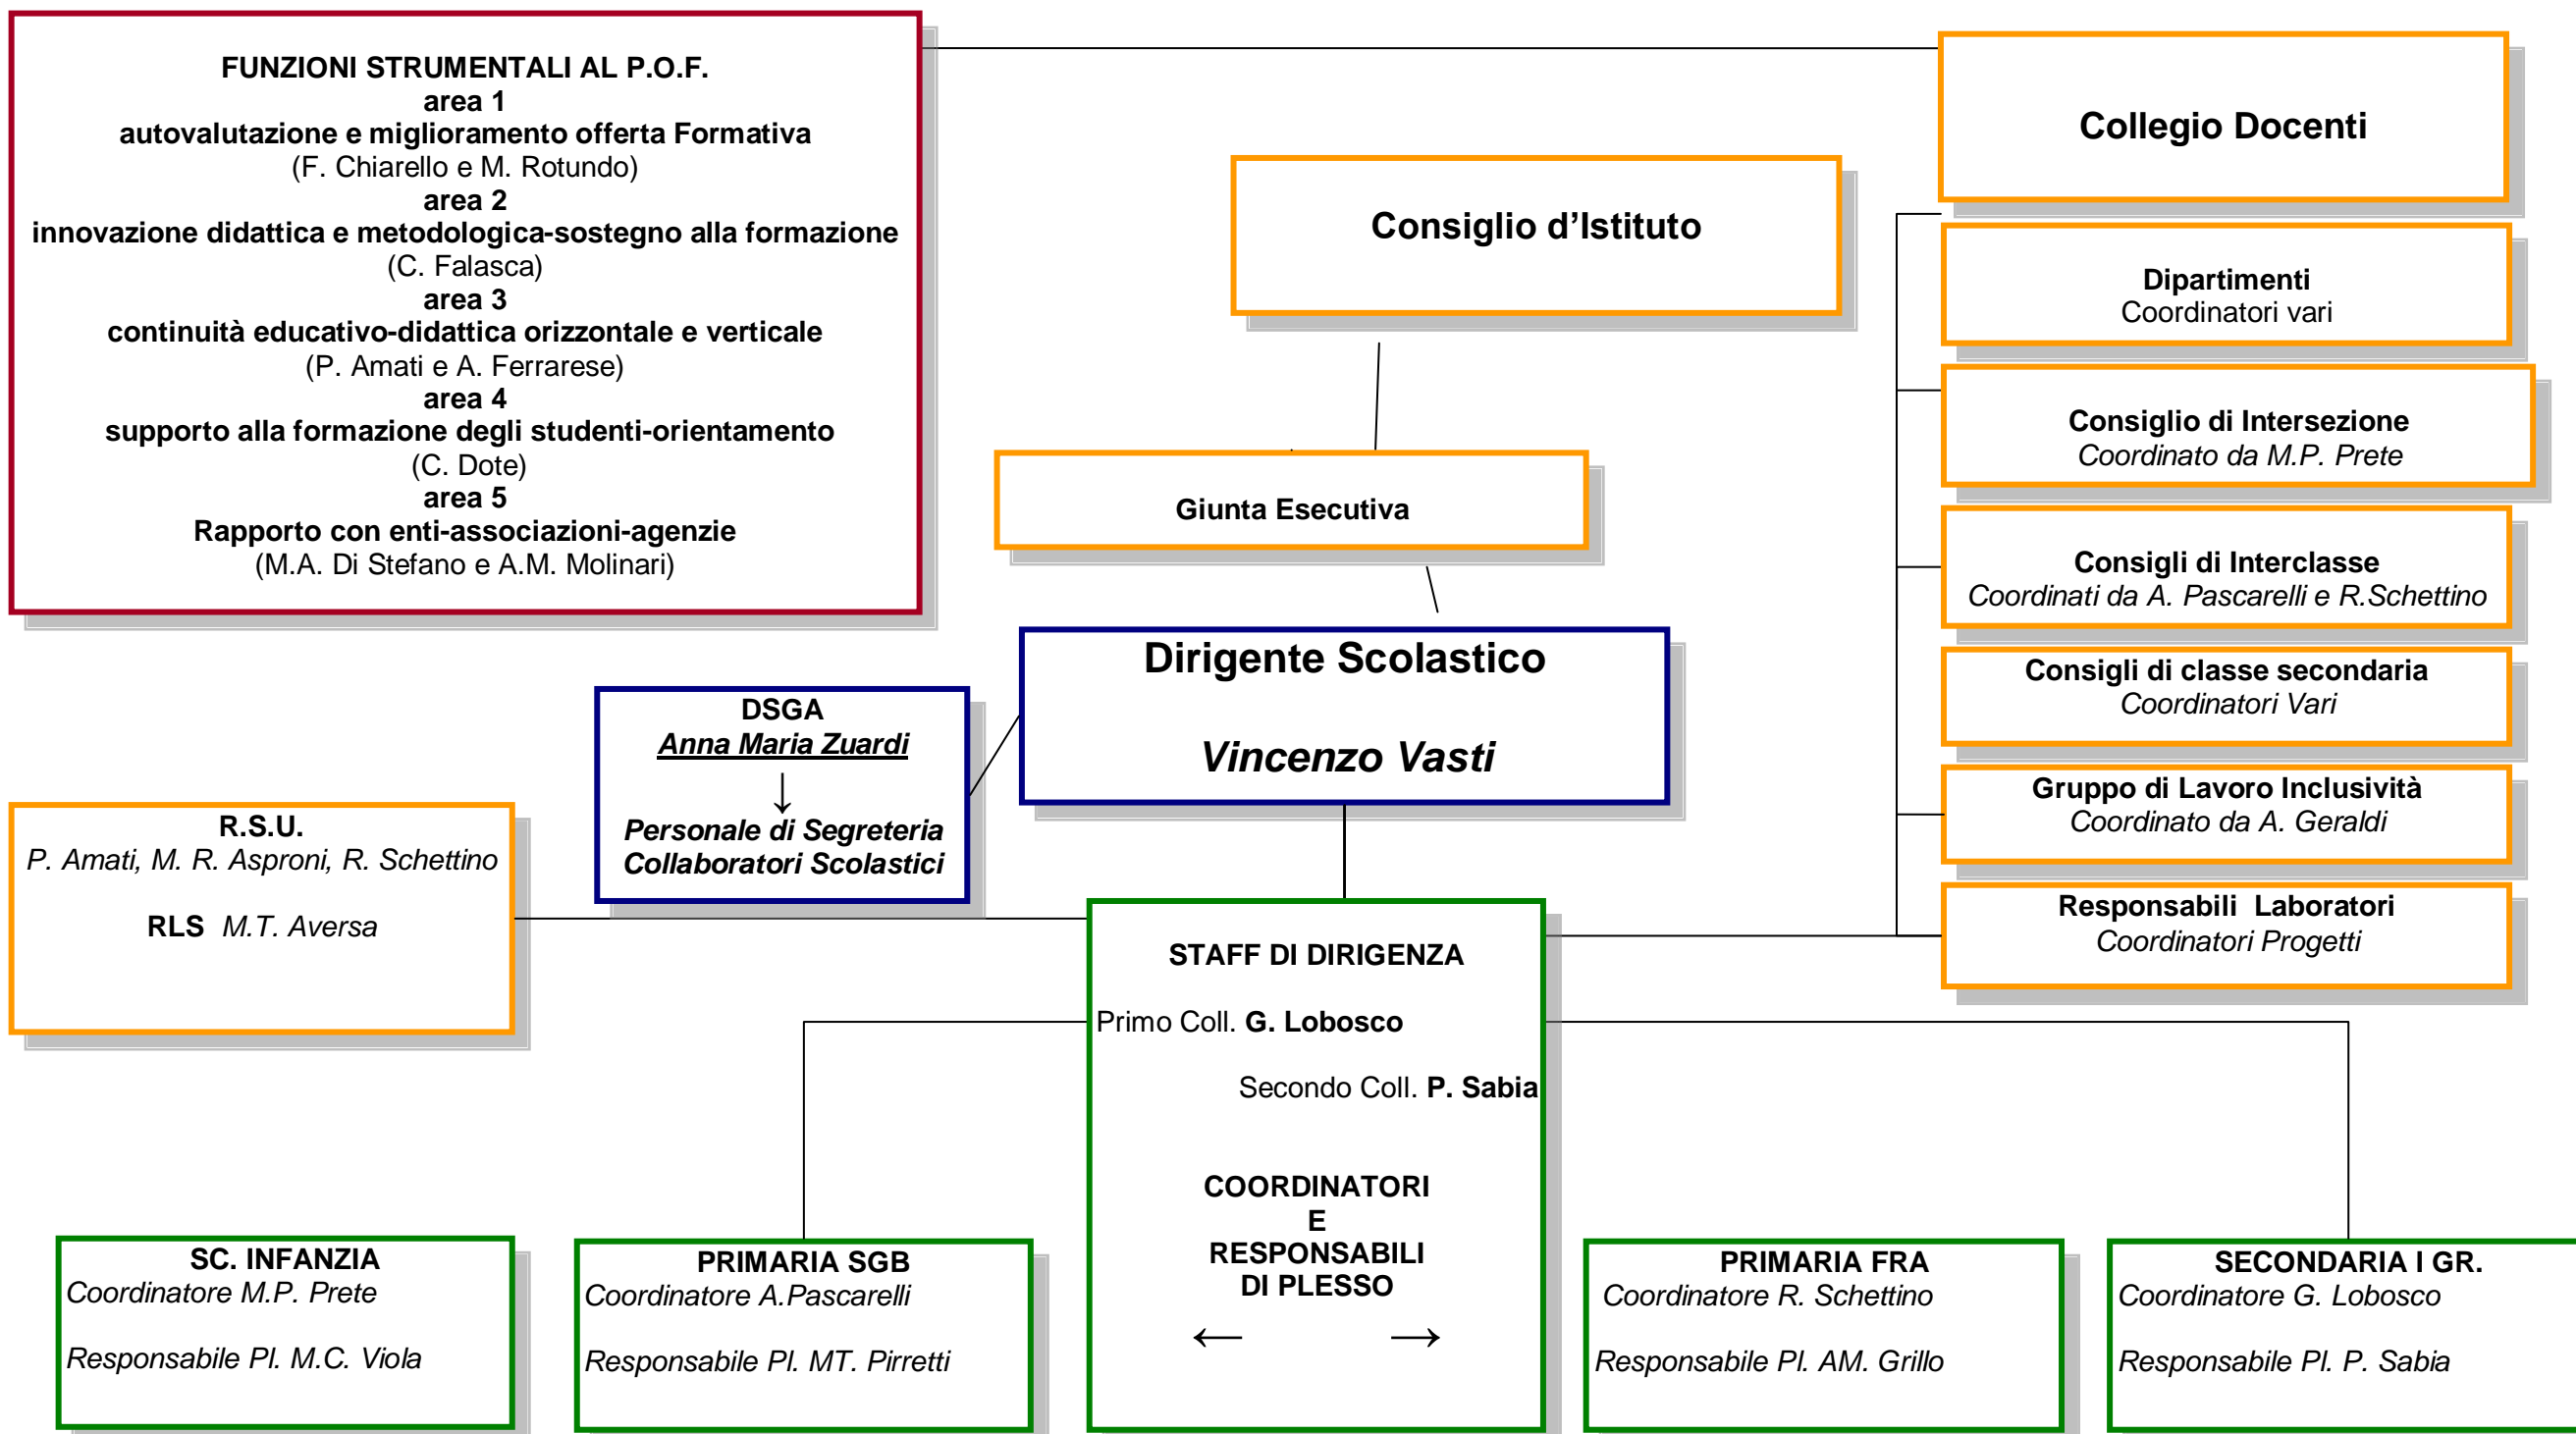 FUNZIONI STRUMENTALI AL P.O.F.
area 1
autovalutazione e miglioramento offerta Formativa
(F. Chiarello e M. Rotundo)
area 2
innovazione didattica e metodologica-sostegno alla formazione
(C. Falasca)
area 3
continuità educativo-didattica orizzontale e verticale
(P. Amati e A. Ferrarese)
area 4
supporto alla formazione degli studenti-orientamento
(C. Dote)
area 5
Rapporto con enti-associazioni-agenzie
(M.A. Di Stefano e A.M. Molinari)
Collegio Docenti
Consiglio d’Istituto
Dipartimenti
Coordinatori vari
Consiglio di Intersezione
Coordinato da M.P. Prete
Giunta Esecutiva
Consigli di Interclasse
Coordinati da A. Pascarelli e R.Schettino
Dirigente Scolastico
Vincenzo Vasti
Consigli di classe secondaria
Coordinatori Vari
DSGA
Anna Maria Zuardi
↓
Personale di Segreteria
Collaboratori Scolastici
Gruppo di Lavoro Inclusività
Coordinato da A. Geraldi
R.S.U.
P. Amati, M. R. Asproni, R. Schettino
RLS M.T. Aversa
Responsabili Laboratori
Coordinatori Progetti
STAFF DI DIRIGENZA
Primo Coll. G. Lobosco
Secondo Coll. P. Sabia
COORDINATORI
E
RESPONSABILI
DI PLESSO
← →
SC. INFANZIA
Coordinatore M.P. Prete
Responsabile Pl. M.C. Viola
PRIMARIA SGB
Coordinatore A.Pascarelli
Responsabile Pl. MT. Pirretti
PRIMARIA FRA
Coordinatore R. Schettino
Responsabile Pl. AM. Grillo
SECONDARIA I GR.
Coordinatore G. Lobosco
Responsabile Pl. P. Sabia